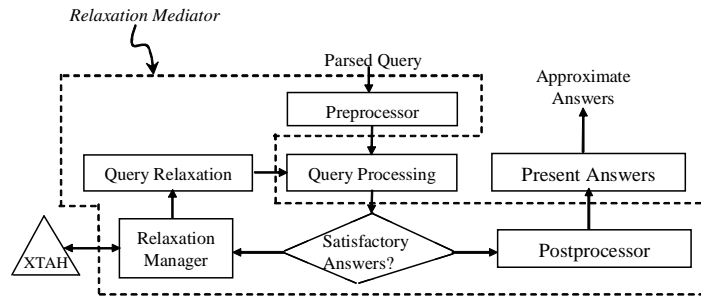 Relaxation Mediator
Parsed Query
Approximate
Answers
Preprocessor
Query Relaxation
Query Processing
Present Answers
XTAH
Relaxation
Manager
Satisfactory
Answers?
Postprocessor